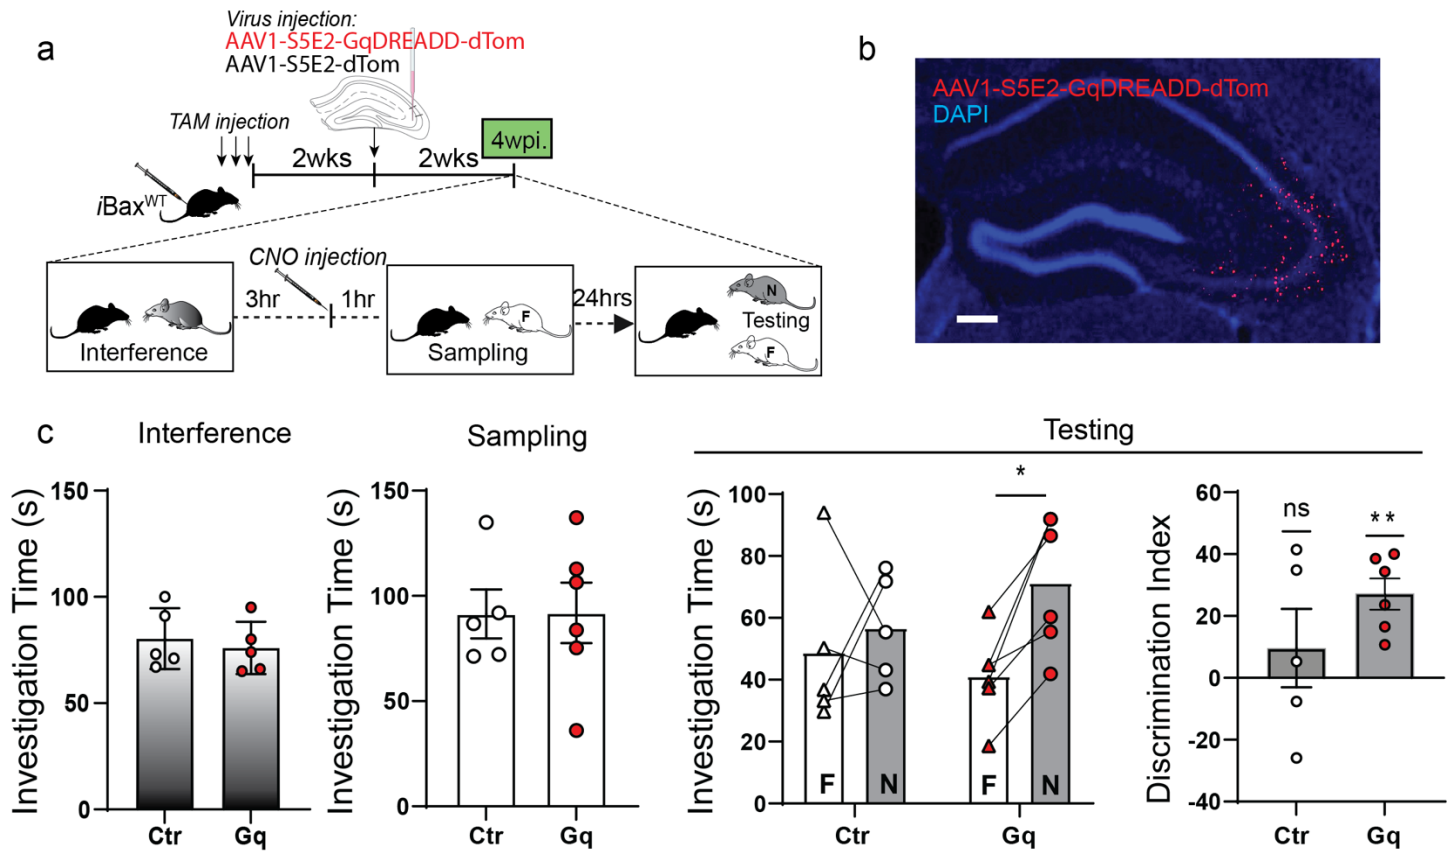 a
Virus injection:
AAV1-S5E2-GqDREADD-dTom
AAV1-S5E2-dTom
TAM injection
2wks
2wks
4wpi.
iBaxWT
CNO injection
3hr
1hr
24hrs
Interference
F
Sampling
N
Testing
F
b
AAV1-S5E2-GqDREADD-dTom
DAPI
c
Interference
Investigation Time (s)
150
100
50
0
Ctr
Gq
Sampling
Investigation Time (s)
150
100
50
0
Ctr
Gq
Testing
Investigation Time (s)
100
80
60
40
20
0
*
F
N
F
N
Ctr
Gq
Discrimination Index
60
40
20
0
-20
-40
ns
**
Ctr
Gq